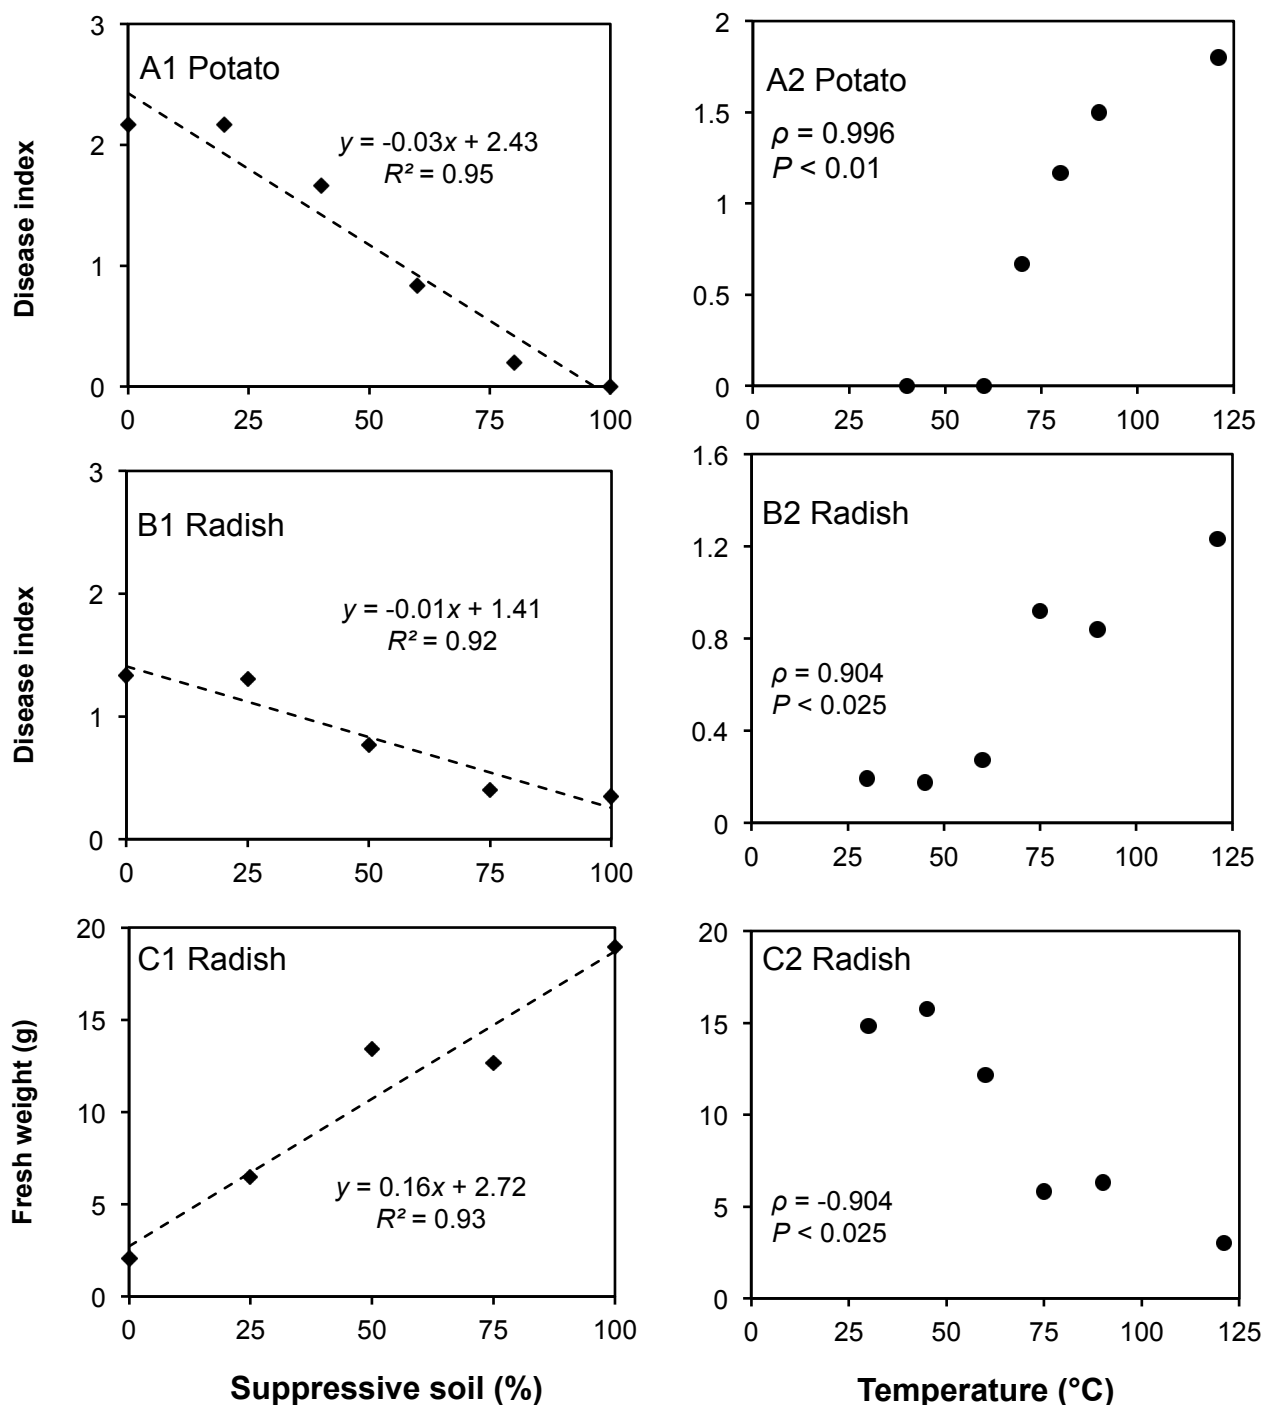 A1 Potato
y = -0.03x + 2.43
R² = 0.95
Disease index
3
2
1
0
0 25 50 75 100
A2 Potato
ρ = 0.996
P < 0.01
2
1.5
1
0.5
0
0 25 50 75 100 125
B1 Radish
y = -0.01x + 1.41
R² = 0.92
Disease index
3
2
1
0
0 25 50 75 100
B2 Radish
ρ = 0.904
P < 0.025
1.6
1.2
0.8
0.4
0
0 25 50 75 100 125
C1 Radish
y = 0.16x + 2.72
R² = 0.93
Fresh weight (g)
20
15
10
5
0
0 25 50 75 100
Suppressive soil (%)
C2 Radish
ρ = -0.904
P < 0.025
20
15
10
5
0
0 25 50 75 100 125
Temperature (°C)